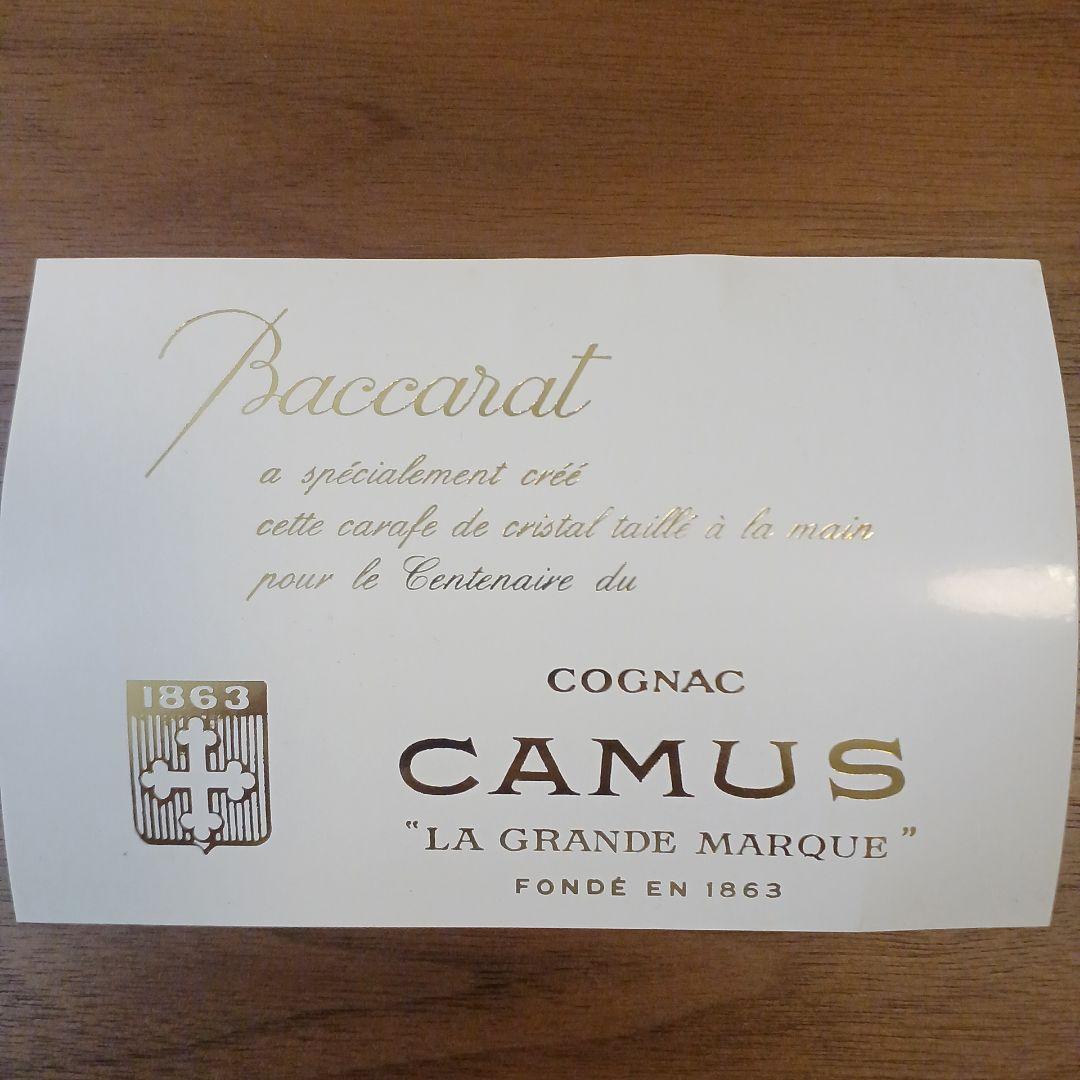 Baccarat
a spécialement créé
cette carafe de cristal taillé à la main
pour le Centenaire du
COGNAC
1863
CAMUS
"LA GRANDE MARQUE"
FONDÉ EN 1863